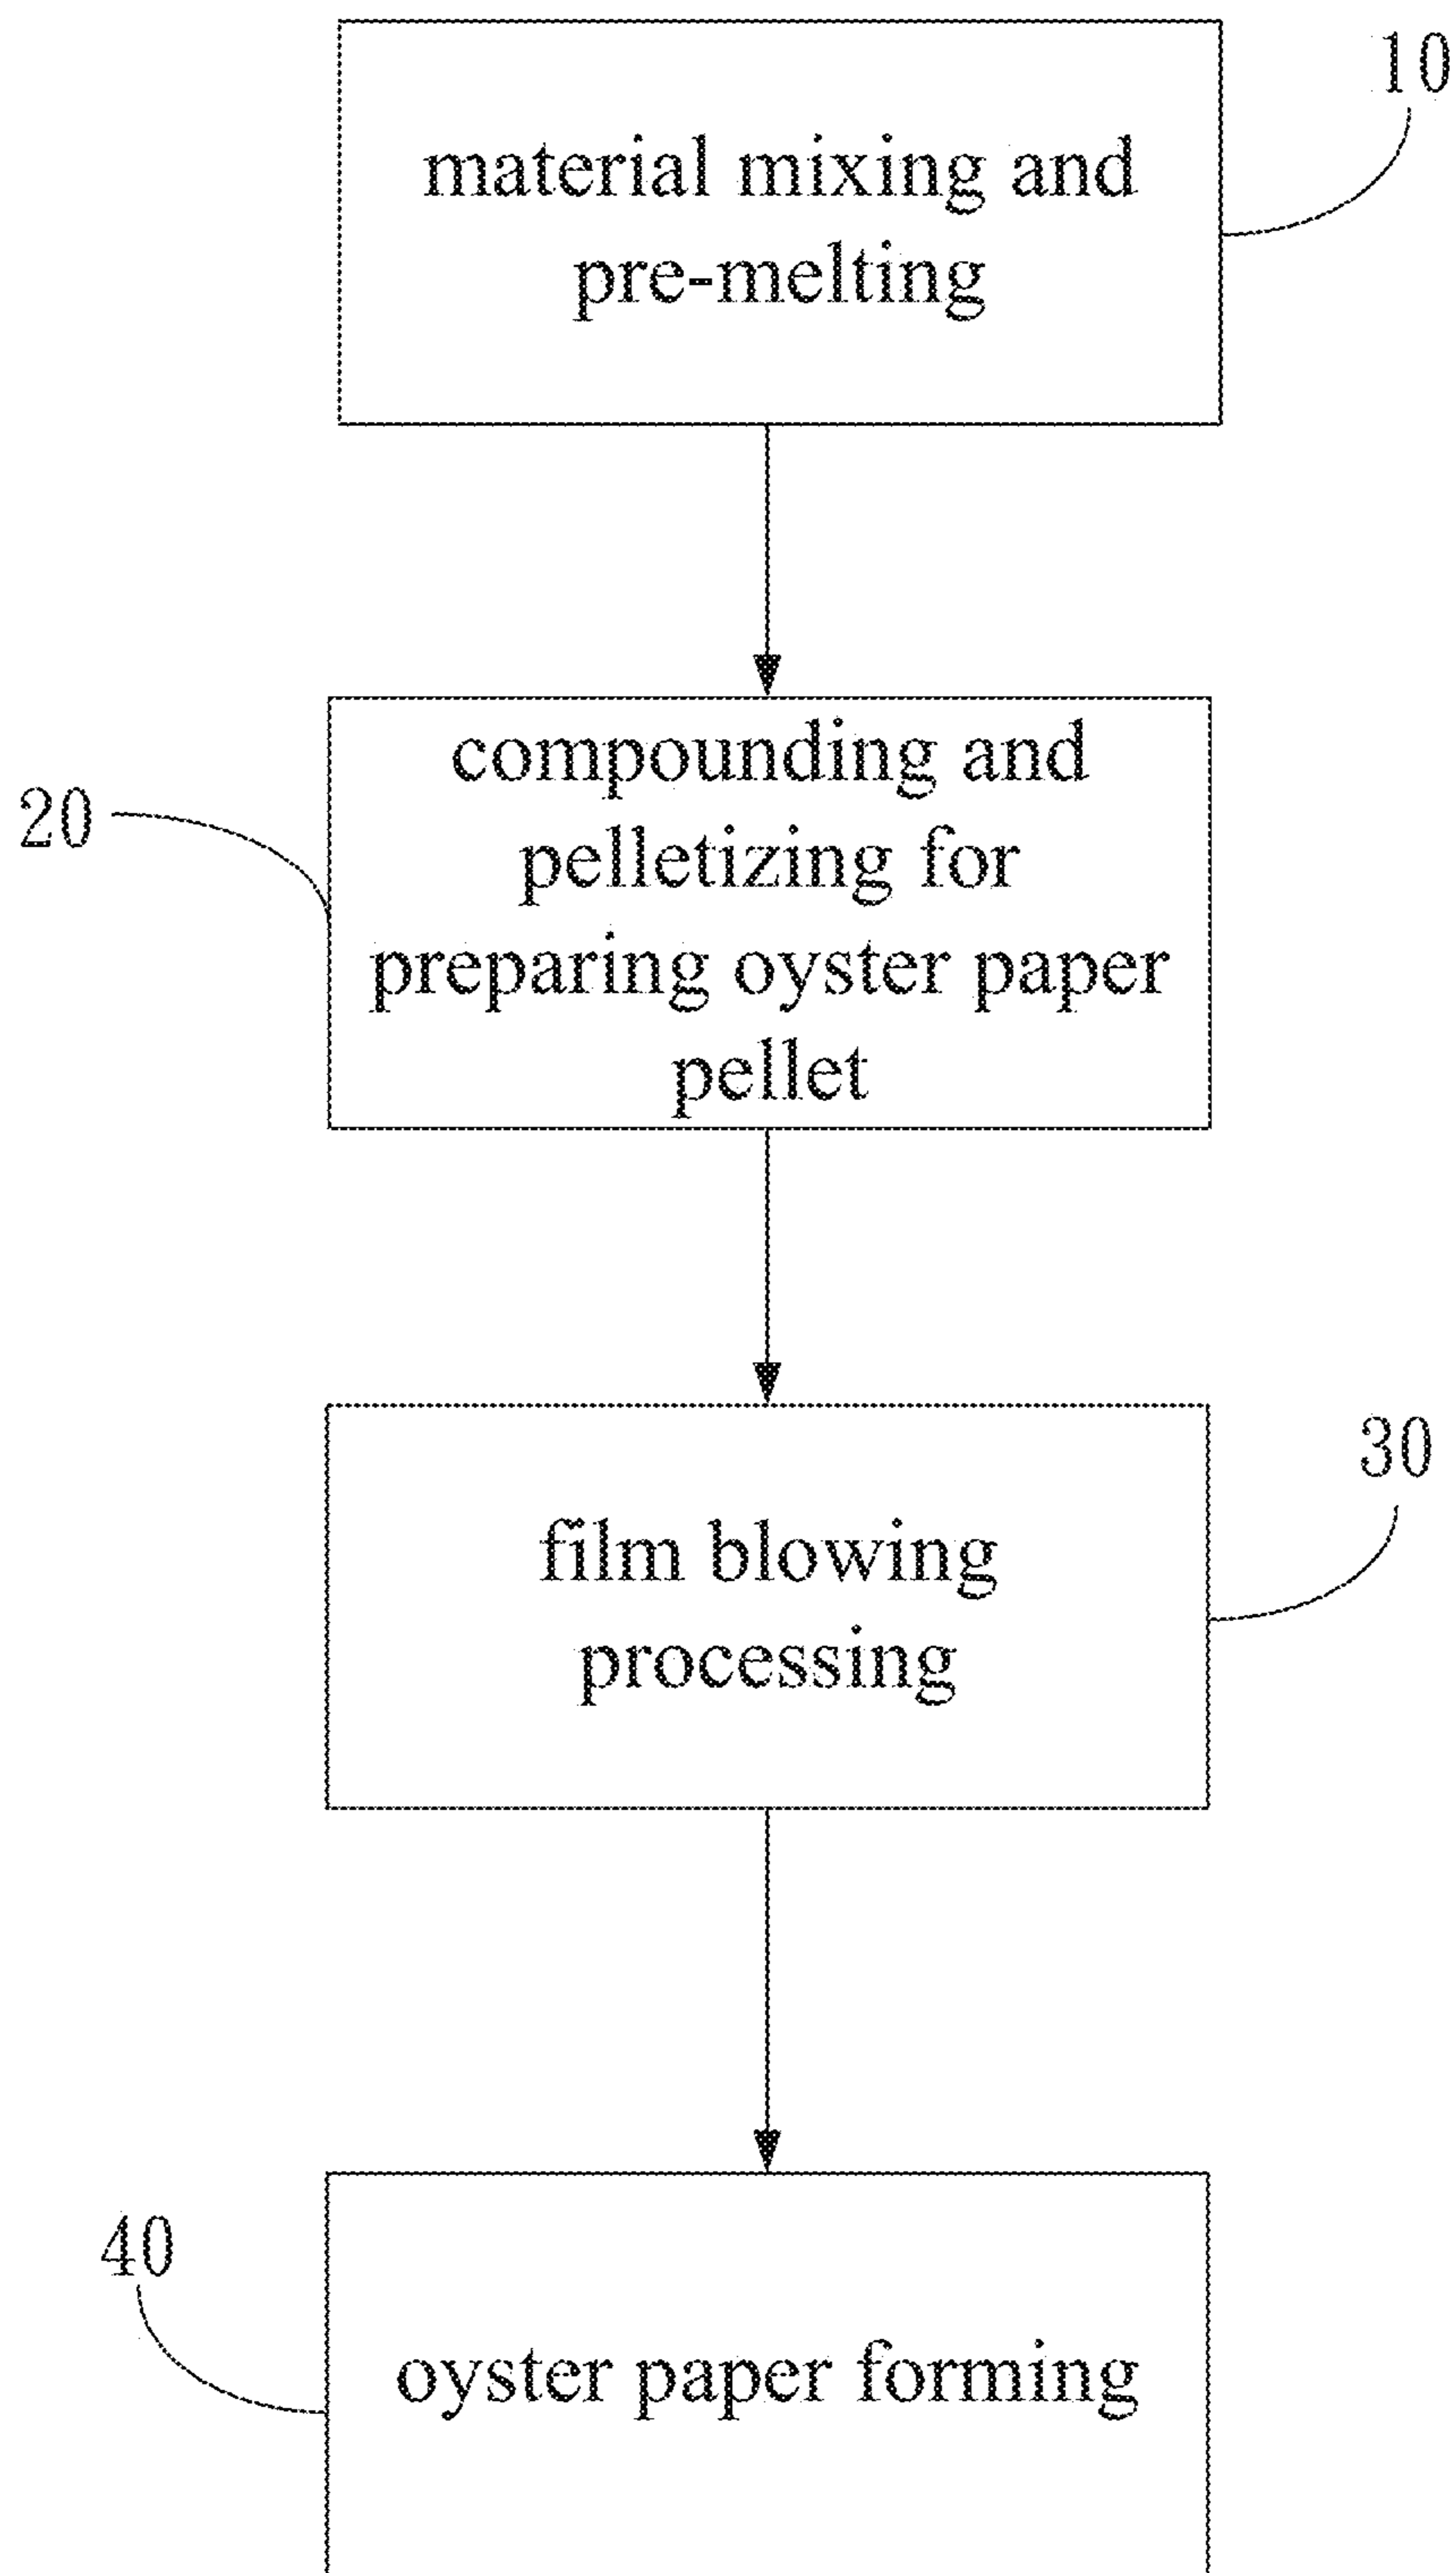 10
material mixing and
pre-melting
20
compounding and
pelletizing for
preparing oyster paper
pellet
30
film blowing
processing
40
oyster paper forming